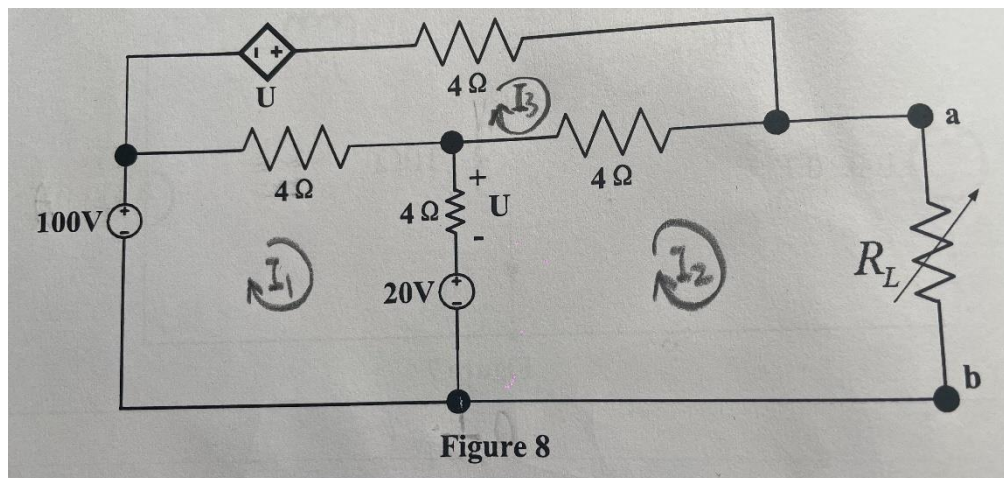 - +
U
4Ω
I3
a
4Ω
+
4Ω
U
4Ω
-
100V
+
-
I1
20V
+
-
I2
RL
b
Figure 8